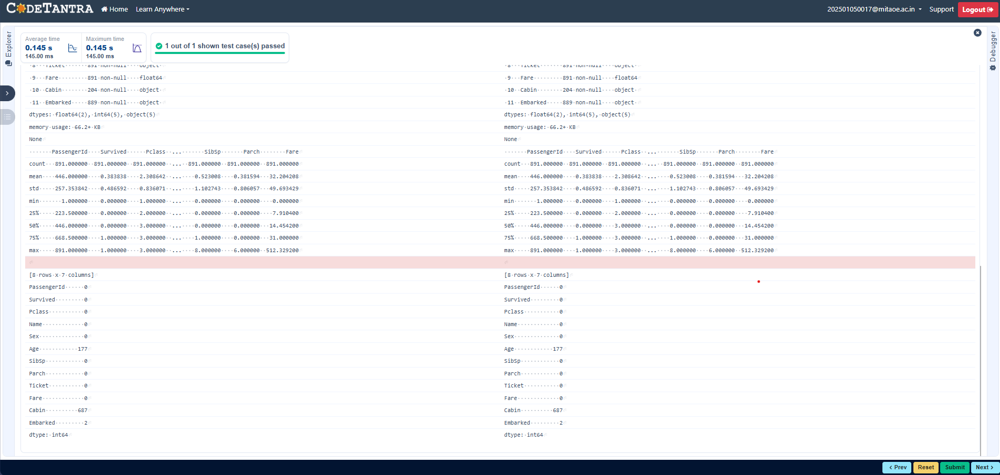 CODETANTRA Home Learn Anywhere 202501050017@mitaoe.ac.in Support Logout
Explorer
Debugger
Average time
0.145 s
145.00 ms
Maximum time
0.145 s
145.00 ms
1 out of 1 shown test case(s) passed
·8···Ticket·······891·non-null····object· ·8···Ticket·······891·non-null····object·
·9···Fare·········891·non-null····float64 ·9···Fare·········891·non-null····float64
·10··Cabin········204·non-null····object· ·10··Cabin········204·non-null····object·
·11··Embarked·····889·non-null····object· ·11··Embarked·····889·non-null····object·
dtypes:·float64(2),·int64(5),·object(5) dtypes:·float64(2),·int64(5),·object(5)
memory·usage:·66.2+·KB memory·usage:·66.2+·KB
None None
·······PassengerId····Survived······Pclass··...·······SibSp·······Parch········Fare ·······PassengerId····Survived······Pclass··...·······SibSp·······Parch········Fare
count···891.000000··891.000000··891.000000··...··891.000000··891.000000··891.000000 count···891.000000··891.000000··891.000000··...··891.000000··891.000000··891.000000
mean····446.000000····0.383838····2.308642··...····0.523008····0.381594···32.204208 mean····446.000000····0.383838····2.308642··...····0.523008····0.381594···32.204208
std·····257.353842····0.486592····0.836071··...····1.102743····0.806057···49.693429 std·····257.353842····0.486592····0.836071··...····1.102743····0.806057···49.693429
min·······1.000000····0.000000····1.000000··...····0.000000····0.000000····0.000000 min·······1.000000····0.000000····1.000000··...····0.000000····0.000000····0.000000
25%·····223.500000····0.000000····2.000000··...····0.000000····0.000000····7.910400 25%·····223.500000····0.000000····2.000000··...····0.000000····0.000000····7.910400
50%·····446.000000····0.000000····3.000000··...····0.000000····0.000000···14.454200 50%·····446.000000····0.000000····3.000000··...····0.000000····0.000000···14.454200
75%·····668.500000····1.000000····3.000000··...····1.000000····0.000000···31.000000 75%·····668.500000····1.000000····3.000000··...····1.000000····0.000000···31.000000
max·····891.000000····1.000000····3.000000··...····8.000000····6.000000··512.329200 max·····891.000000····1.000000····3.000000··...····8.000000····6.000000··512.329200
[8·rows·x·7·columns] [8·rows·x·7·columns]
PassengerId······0 PassengerId······0
Survived·········0 Survived·········0
Pclass···········0 Pclass···········0
Name·············0 Name·············0
Sex··············0 Sex··············0
Age············177 Age············177
SibSp············0 SibSp············0
Parch············0 Parch············0
Ticket···········0 Ticket···········0
Fare·············0 Fare·············0
Cabin··········687 Cabin··········687
Embarked·········2 Embarked·········2
dtype:·int64 dtype:·int64
Prev Reset Submit Next